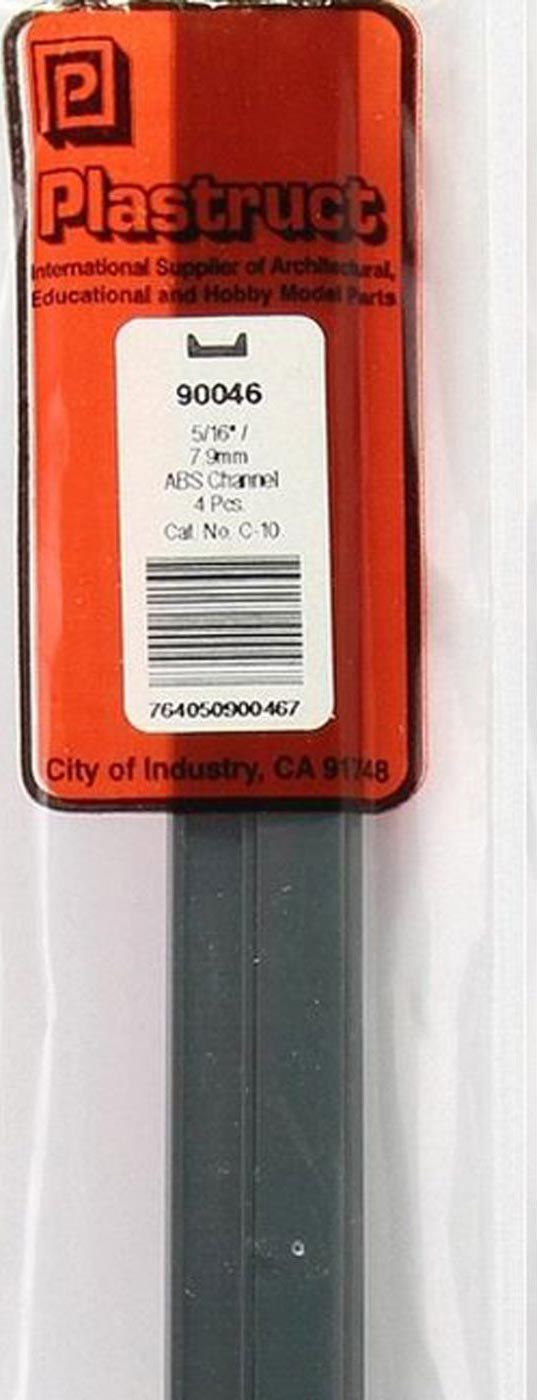 P
Plastruct
International Supplier of Architectural,
Educational and Hobby Model Parts
90046
5/16" /
7.9mm
ABS Channel
4 Pcs.
Cat. No. C-10
764050900467
City of Industry, CA 91748